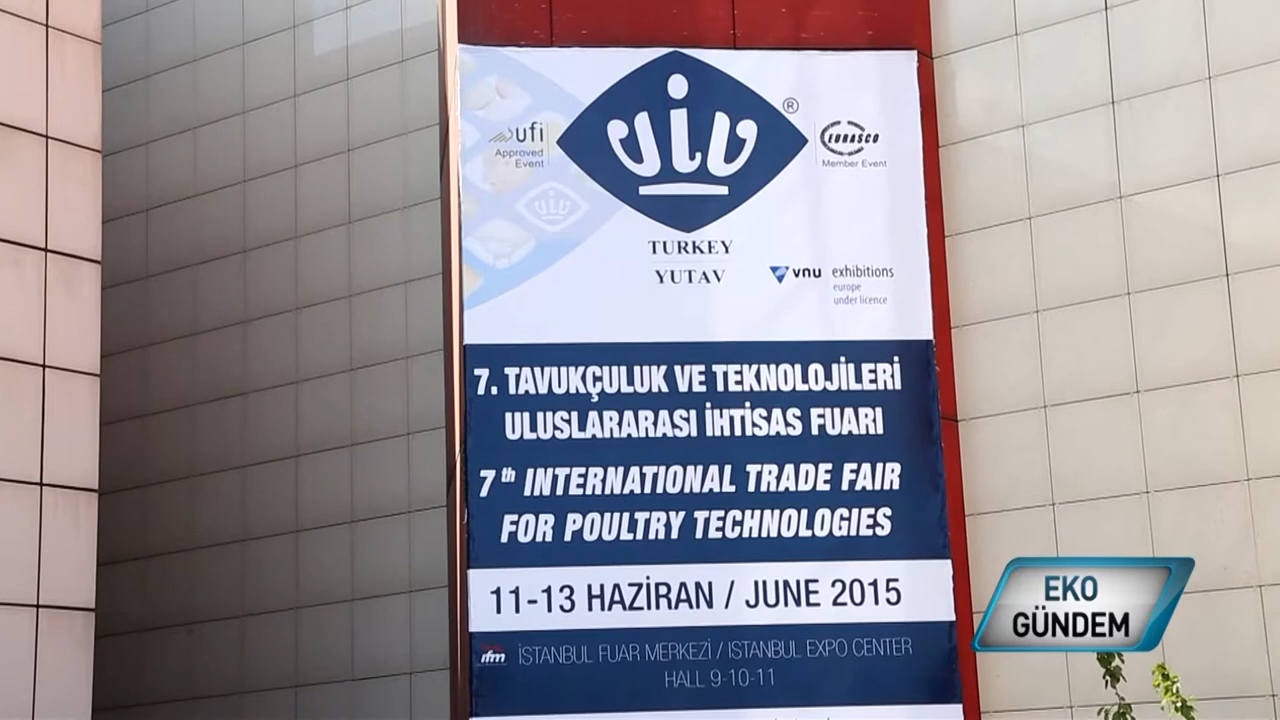 viv
®
ufi
Approved
Event
EURASCO
Member Event
viv
TURKEY
YUTAV
vnu exhibitions
europe
under licence
7. TAVUKÇULUK VE TEKNOLOJİLERİ
ULUSLARARASI İHTİSAS FUARI
7th INTERNATIONAL TRADE FAIR
FOR POULTRY TECHNOLOGIES
11-13 HAZİRAN / JUNE 2015
ifm İSTANBUL FUAR MERKEZİ / ISTANBUL EXPO CENTER
HALL 9-10-11
EKO
GÜNDEM